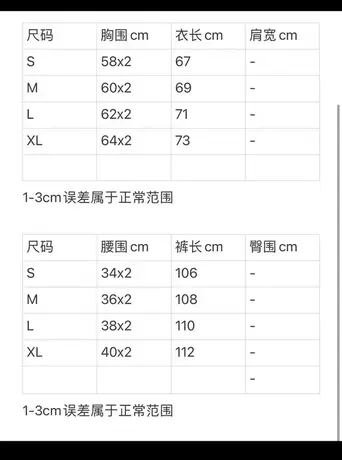 尺码 胸围cm 衣长cm 肩宽cm
S 58x2 67 -
M 60x2 69 -
L 62x2 71 -
XL 64x2 73 -
1-3cm误差属于正常范围
尺码 腰围cm 裤长cm 臀围cm
S 34x2 106 -
M 36x2 108 -
L 38x2 110 -
XL 40x2 112 -
-
1-3cm误差属于正常范围